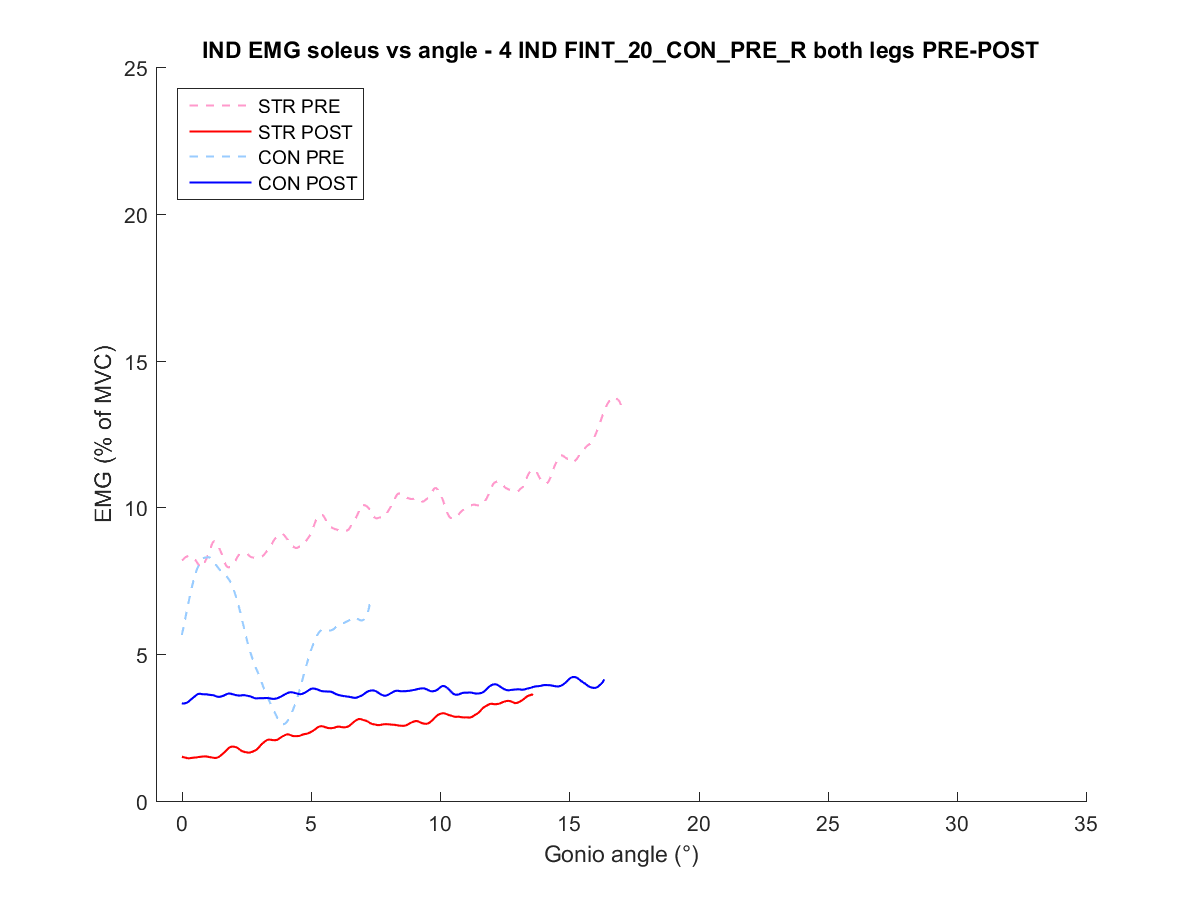 IND EMG soleus vs angle - 4 IND FINT_20_CON_PRE_R both legs PRE-POST
25
STR PRE
STR POST
CON PRE
CON POST
20
15
EMG (% of MVC)
10
5
0
0 5 10 15 20 25 30 35
Gonio angle (°)